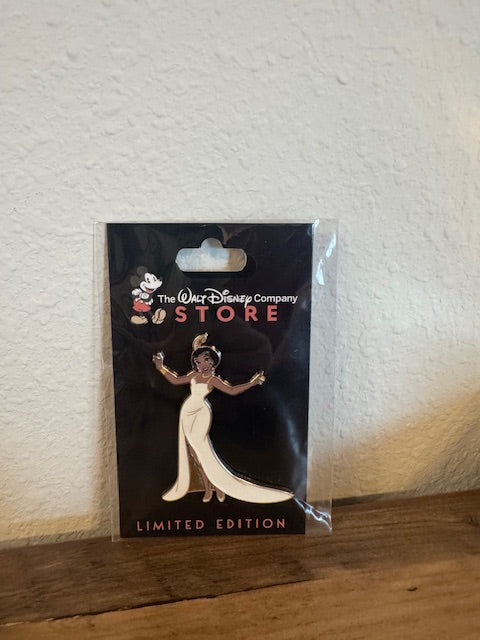 The Walt Disney Company
STORE
LIMITED EDITION